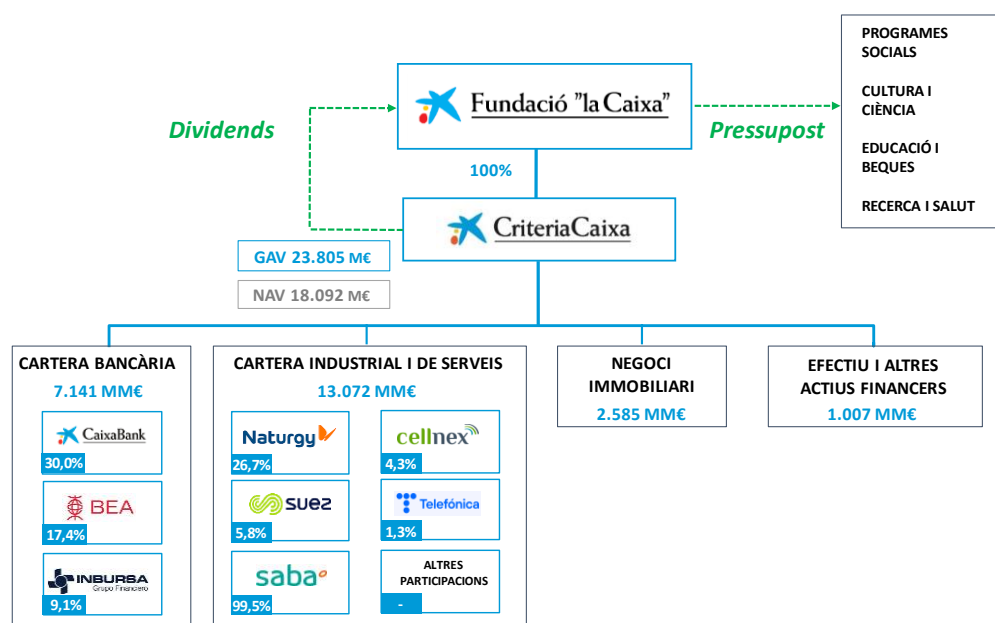 PROGRAMES
SOCIALS
CULTURA I
CIÈNCIA
EDUCACIÓ I
BEQUES
RECERCA I SALUT
Fundació "la Caixa"
Dividends
Pressupost
100%
CriteriaCaixa
GAV 23.805 M€
NAV 18.092 M€
CARTERA BANCÀRIA
7.141 MM€
CaixaBank
30,0%
BEA
17,4%
INBURSA
Grupo Financiero
9,1%
CARTERA INDUSTRIAL I DE SERVEIS
13.072 MM€
Naturgy
26,7%
cellnex
4,3%
suez
5,8%
Telefónica
1,3%
saba
99,5%
ALTRES
PARTICIPACIONS
-
NEGOCI
IMMOBILIARI
2.585 MM€
EFECTIU I ALTRES
ACTIUS FINANCERS
1.007 MM€